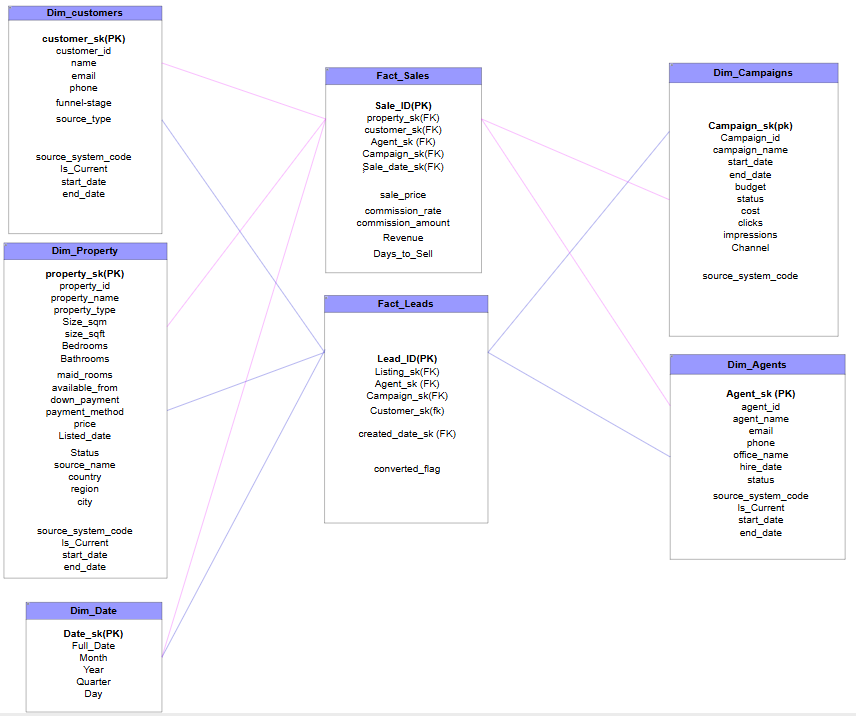 Dim_customers
customer_sk(PK)
customer_id
name
email
phone
funnel-stage
source_type
source_system_code
Is_Current
start_date
end_date
Dim_Property
property_sk(PK)
property_id
property_name
property_type
Size_sqm
size_sqft
Bedrooms
Bathrooms
maid_rooms
available_from
down_payment
payment_method
price
Listed_date
Status
source_name
country
region
city
source_system_code
Is_Current
start_date
end_date
Dim_Date
Date_sk(PK)
Full_Date
Month
Year
Quarter
Day
Fact_Sales
Sale_ID(PK)
property_sk(FK)
customer_sk(FK)
Agent_sk (FK)
Campaign_sk(FK)
Sale_date_sk(FK)
sale_price
commission_rate
commission_amount
Revenue
Days_to_Sell
Fact_Leads
Lead_ID(PK)
Listing_sk(FK)
Agent_sk (FK)
Campaign_sk(FK)
Customer_sk(fk)
created_date_sk (FK)
converted_flag
Dim_Campaigns
Campaign_sk(pk)
Campaign_id
campaign_name
start_date
end_date
budget
status
cost
clicks
impressions
Channel
source_system_code
Dim_Agents
Agent_sk (PK)
agent_id
agent_name
email
phone
office_name
hire_date
status
source_system_code
Is_Current
start_date
end_date